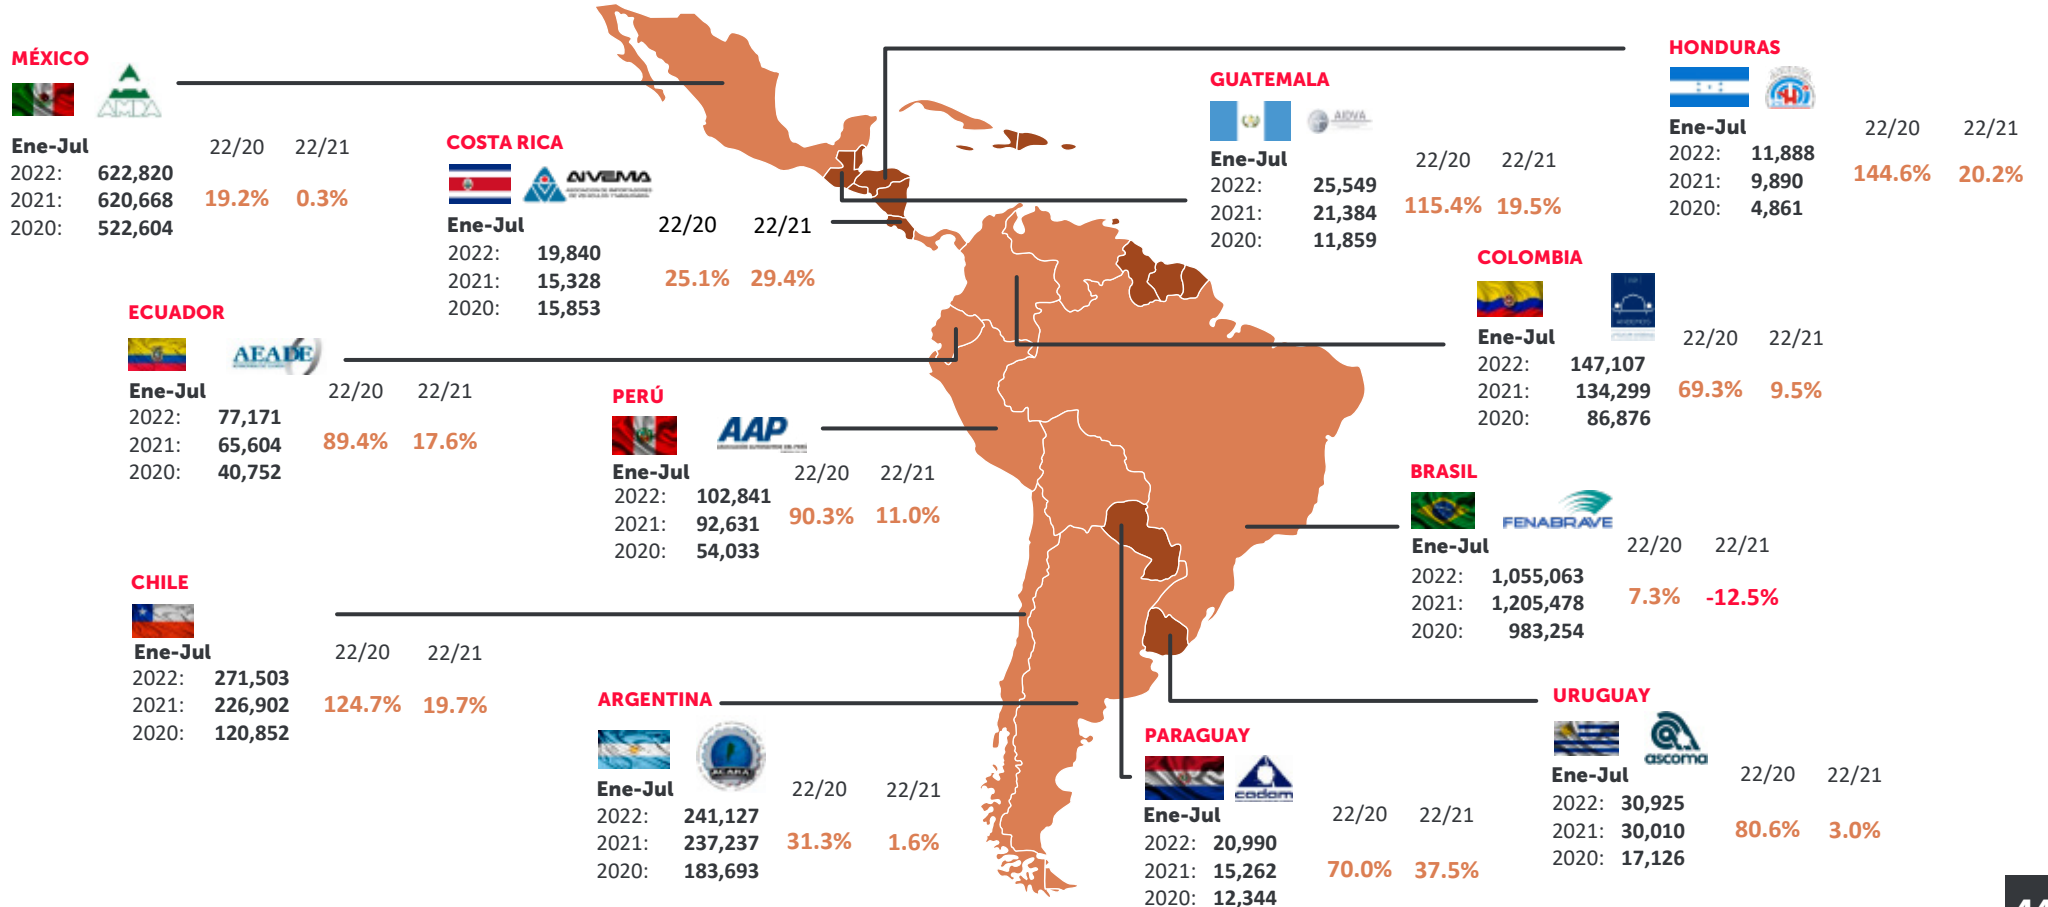 MÉXICO
AMDA
Ene-Jul 22/20 22/21
2022: 622,820
2021: 620,668 19.2% 0.3%
2020: 522,604
COSTA RICA
AIVEMA
Ene-Jul 22/20 22/21
2022: 19,840
2021: 15,328 25.1% 29.4%
2020: 15,853
GUATEMALA
AIDVA
Ene-Jul 22/20 22/21
2022: 25,549
2021: 21,384 115.4% 19.5%
2020: 11,859
HONDURAS
Ene-Jul 22/20 22/21
2022: 11,888
2021: 9,890 144.6% 20.2%
2020: 4,861
ECUADOR
AEADE
Ene-Jul 22/20 22/21
2022: 77,171
2021: 65,604 89.4% 17.6%
2020: 40,752
PERÚ
AAP
Ene-Jul 22/20 22/21
2022: 102,841
2021: 92,631 90.3% 11.0%
2020: 54,033
COLOMBIA
Ene-Jul 22/20 22/21
2022: 147,107
2021: 134,299 69.3% 9.5%
2020: 86,876
BRASIL
FENABRAVE
Ene-Jul 22/20 22/21
2022: 1,055,063
2021: 1,205,478 7.3% -12.5%
2020: 983,254
CHILE
Ene-Jul 22/20 22/21
2022: 271,503
2021: 226,902 124.7% 19.7%
2020: 120,852
ARGENTINA
ACARA
Ene-Jul 22/20 22/21
2022: 241,127
2021: 237,237 31.3% 1.6%
2020: 183,693
PARAGUAY
cadam
Ene-Jul 22/20 22/21
2022: 20,990
2021: 15,262 70.0% 37.5%
2020: 12,344
URUGUAY
ascoma
Ene-Jul 22/20 22/21
2022: 30,925
2021: 30,010 80.6% 3.0%
2020: 17,126